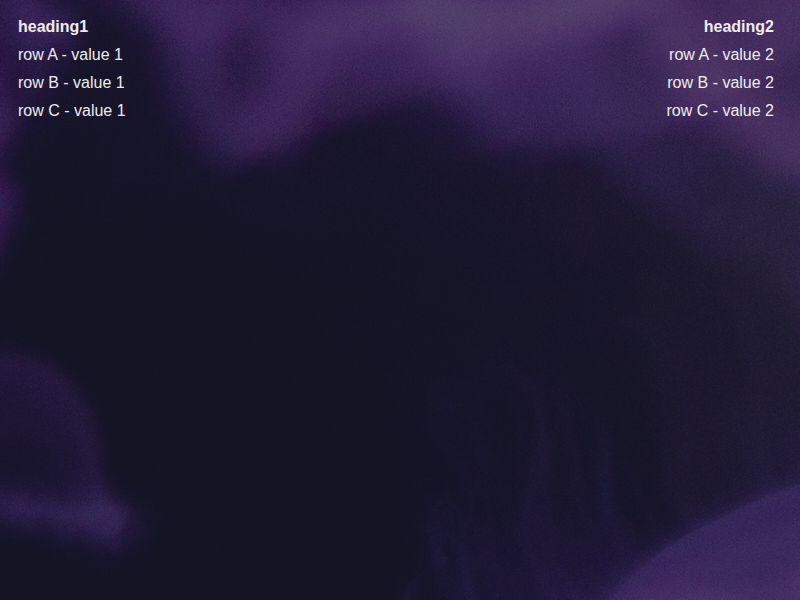 heading1 heading2
row A - value 1 row A - value 2
row B - value 1 row B - value 2
row C - value 1 row C - value 2